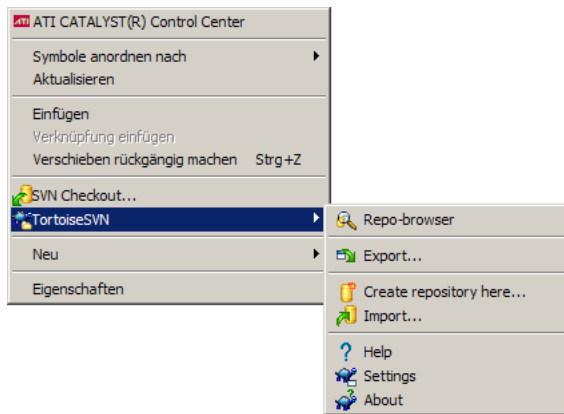 ATI ATI CATALYST(R) Control Center
Symbole anordnen nach
Aktualisieren
Einfügen
Verknüpfung einfügen
Verschieben rückgängig machen Strg+Z
SVN Checkout...
TortoiseSVN
Neu
Eigenschaften
Repo-browser
Export...
Create repository here...
Import...
Help
Settings
About